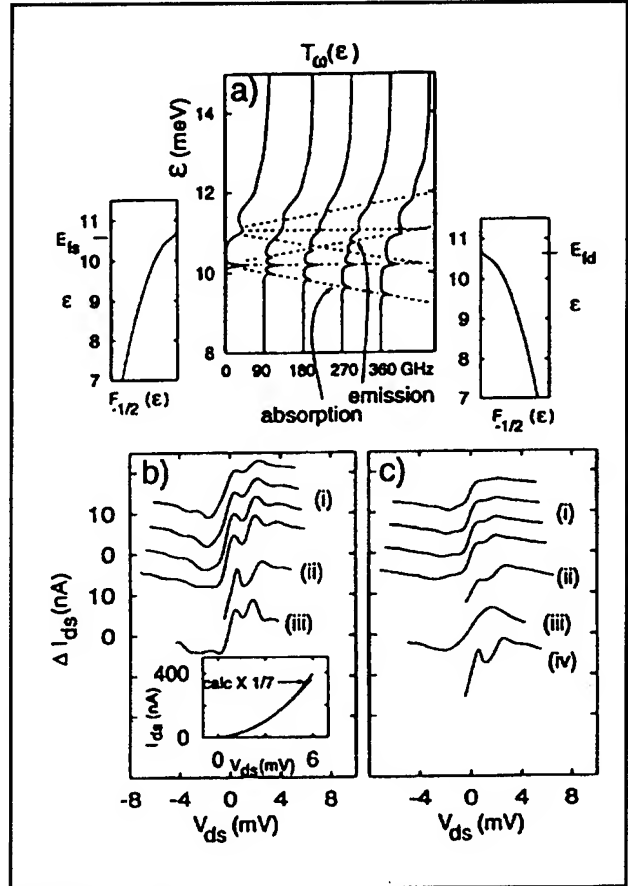 T_ω(ε)
a)
ε (meV)
14
12
10
8
0 90 180 270 360 GHz
absorption
emission
11
E_fs
10
ε
9
8
7
F_-1/2 (ε)
11
E_fd
10
ε
9
8
7
F_-1/2 (ε)
b)
10
0
10
0
Δ I_ds (nA)
(i)
(ii)
(iii)
400
calc X 1/7
I_ds (nA)
0
0 V_ds (mV) 6
-8 -4 0 4 8
V_ds (mV)
c)
(i)
(ii)
(iii)
(iv)
-4 0 4 8
V_ds (mV)